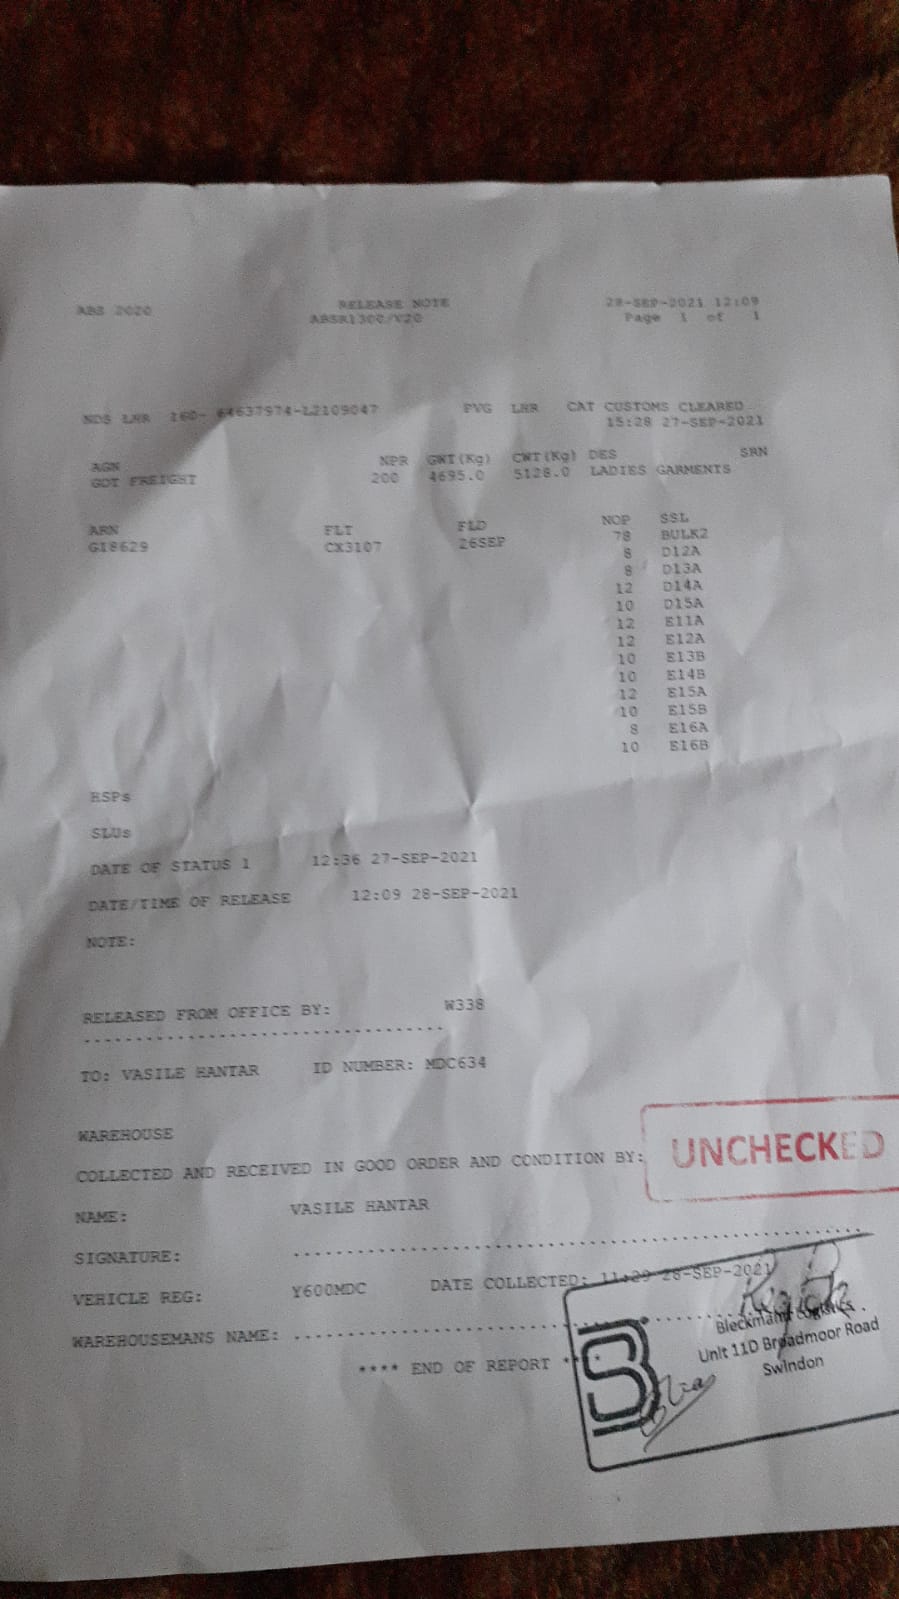 ABS 2020 RELEASE NOTE 28-SEP-2021 12:09
ABSR1300/V20 Page 1 of 1
NDS LHR 160- 64637974-L2109047 PVG LHR CAT CUSTOMS CLEARED
15:28 27-SEP-2021
AGN NPR GWT(Kg) CWT(Kg) DES SRN
GOT FREIGHT 200 4695.0 5128.0 LADIES GARMENTS
ARN FLT FLD NOP SSL
GI8629 CX3107 26SEP 78 BULK2
8 D12A
8 D13A
12 D14A
10 D15A
12 E11A
12 E12A
10 E13B
10 E14B
12 E15A
10 E15B
8 E16A
10 E16B
SLUs
DATE OF STATUS 1 12:36 27-SEP-2021
DATE/TIME OF RELEASE 12:09 28-SEP-2021
NOTE:
RELEASED FROM OFFICE BY: W338
TO: VASILE HANTAR ID NUMBER: MDC634
WAREHOUSE
COLLECTED AND RECEIVED IN GOOD ORDER AND CONDITION BY:
UNCHECKED
NAME: VASILE HANTAR
SIGNATURE:
VEHICLE REG: Y600MDC DATE COLLECTED: 11:29 28-SEP-2021
WAREHOUSEMANS NAME:
**** END OF REPORT ****
Bleckmann Logistics
Unit 11D Broadmoor Road
Swindon